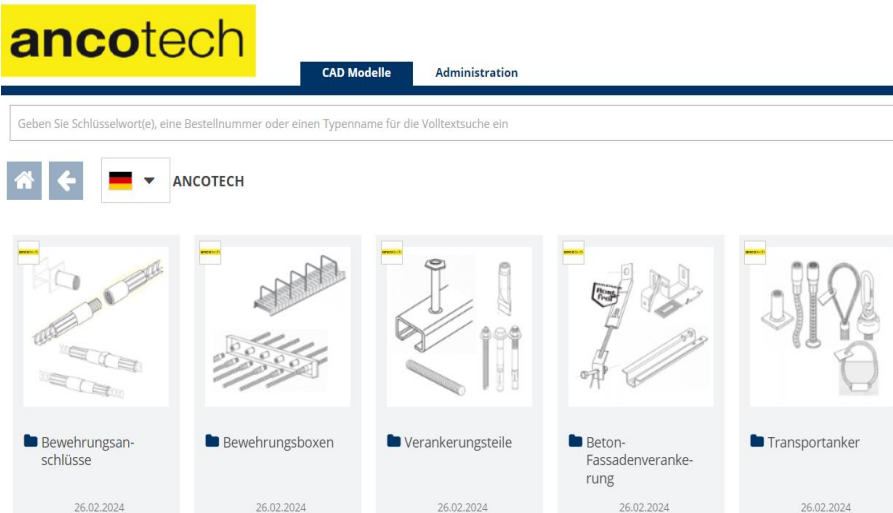 ancotech
CAD Modelle
Administration
Geben Sie Schlüsselwort(e), eine Bestellnummer oder einen Typenname für die Volltextsuche ein
ANCOTECH
Bewehrungsan-
schlüsse
26.02.2024
Bewehrungsboxen
26.02.2024
Verankerungsteile
26.02.2024
Beton-
Fassadenveranke-
rung
26.02.2024
Transportanker
26.02.2024